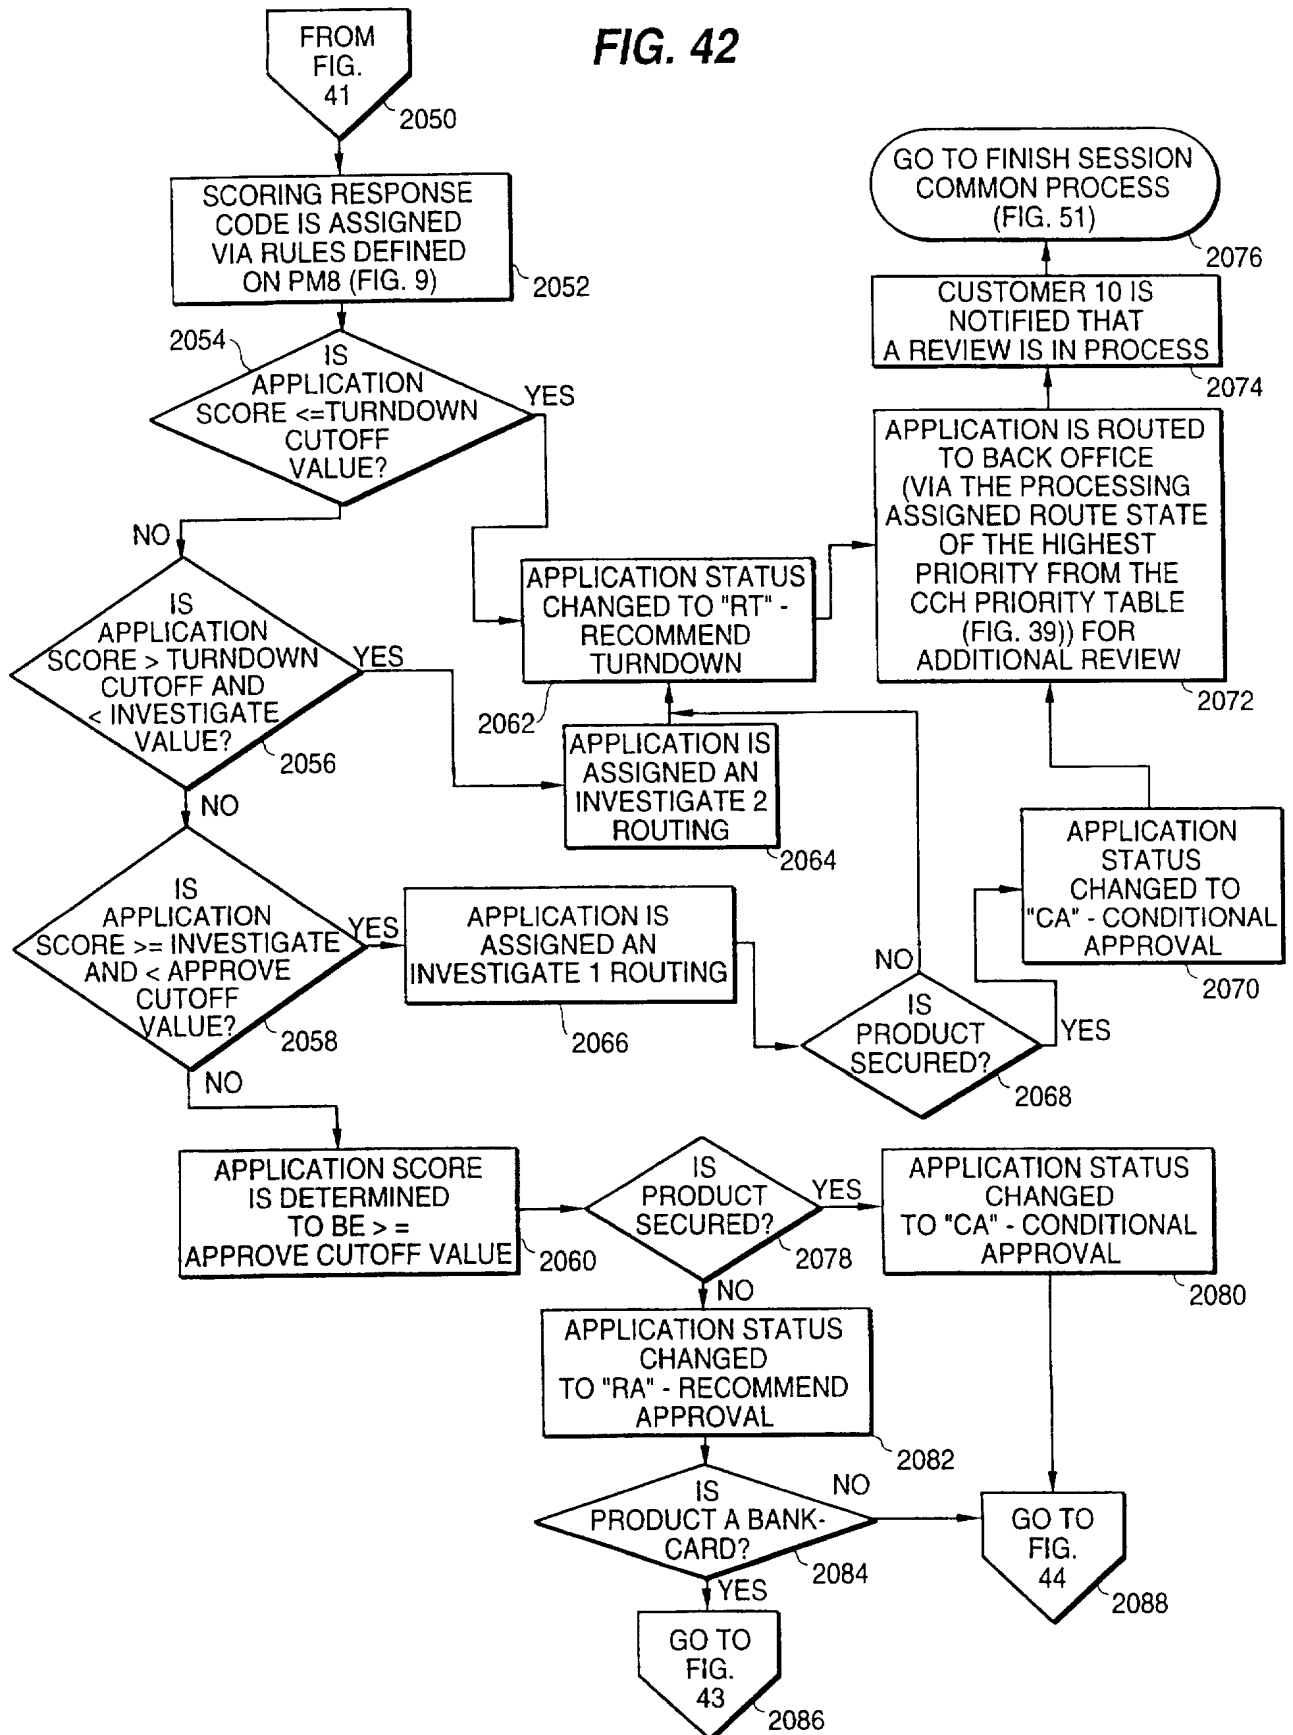 FIG. 42
FROM
FIG.
41
2050
SCORING RESPONSE
CODE IS ASSIGNED
VIA RULES DEFINED
ON PM8 (FIG. 9)
2052
2054
IS
APPLICATION
SCORE <=TURNDOWN
CUTOFF
VALUE?
YES
NO
IS
APPLICATION
SCORE > TURNDOWN
CUTOFF AND
< INVESTIGATE
VALUE?
YES
2056
NO
IS
APPLICATION
SCORE >= INVESTIGATE
AND < APPROVE
CUTOFF
VALUE?
YES
2058
NO
APPLICATION SCORE
IS DETERMINED
TO BE > =
APPROVE CUTOFF VALUE
2060
APPLICATION STATUS
CHANGED TO "RT" -
RECOMMEND
TURNDOWN
2062
APPLICATION IS
ASSIGNED AN
INVESTIGATE 2
ROUTING
2064
APPLICATION IS
ASSIGNED AN
INVESTIGATE 1 ROUTING
2066
NO
IS
PRODUCT
SECURED?
YES
2068
APPLICATION
STATUS
CHANGED TO
"CA" - CONDITIONAL
APPROVAL
2070
APPLICATION IS ROUTED
TO BACK OFFICE
(VIA THE PROCESSING
ASSIGNED ROUTE STATE
OF THE HIGHEST
PRIORITY FROM THE
CCH PRIORITY TABLE
(FIG. 39)) FOR
ADDITIONAL REVIEW
2072
CUSTOMER 10 IS
NOTIFIED THAT
A REVIEW IS IN PROCESS
2074
GO TO FINISH SESSION
COMMON PROCESS
(FIG. 51)
2076
IS
PRODUCT
SECURED?
YES
2078
NO
APPLICATION STATUS
CHANGED
TO "CA" - CONDITIONAL
APPROVAL
2080
APPLICATION STATUS
CHANGED
TO "RA" - RECOMMEND
APPROVAL
2082
IS
PRODUCT A BANK-
CARD?
NO
2084
YES
GO TO
FIG.
43
2086
GO TO
FIG.
44
2088